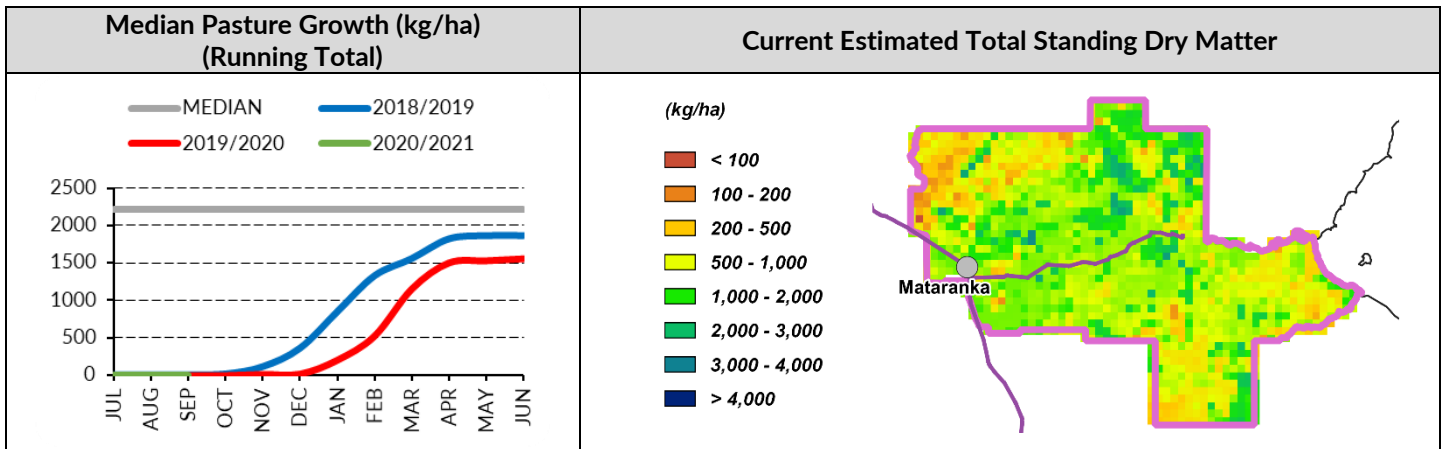 Median Pasture Growth (kg/ha)
(Running Total)
Current Estimated Total Standing Dry Matter
MEDIAN
2018/2019
2019/2020
2020/2021
2500
2000
1500
1000
500
0
JUL
AUG
SEP
OCT
NOV
DEC
JAN
FEB
MAR
APR
MAY
JUN
(kg/ha)
< 100
100 - 200
200 - 500
500 - 1,000
1,000 - 2,000
2,000 - 3,000
3,000 - 4,000
> 4,000
Mataranka